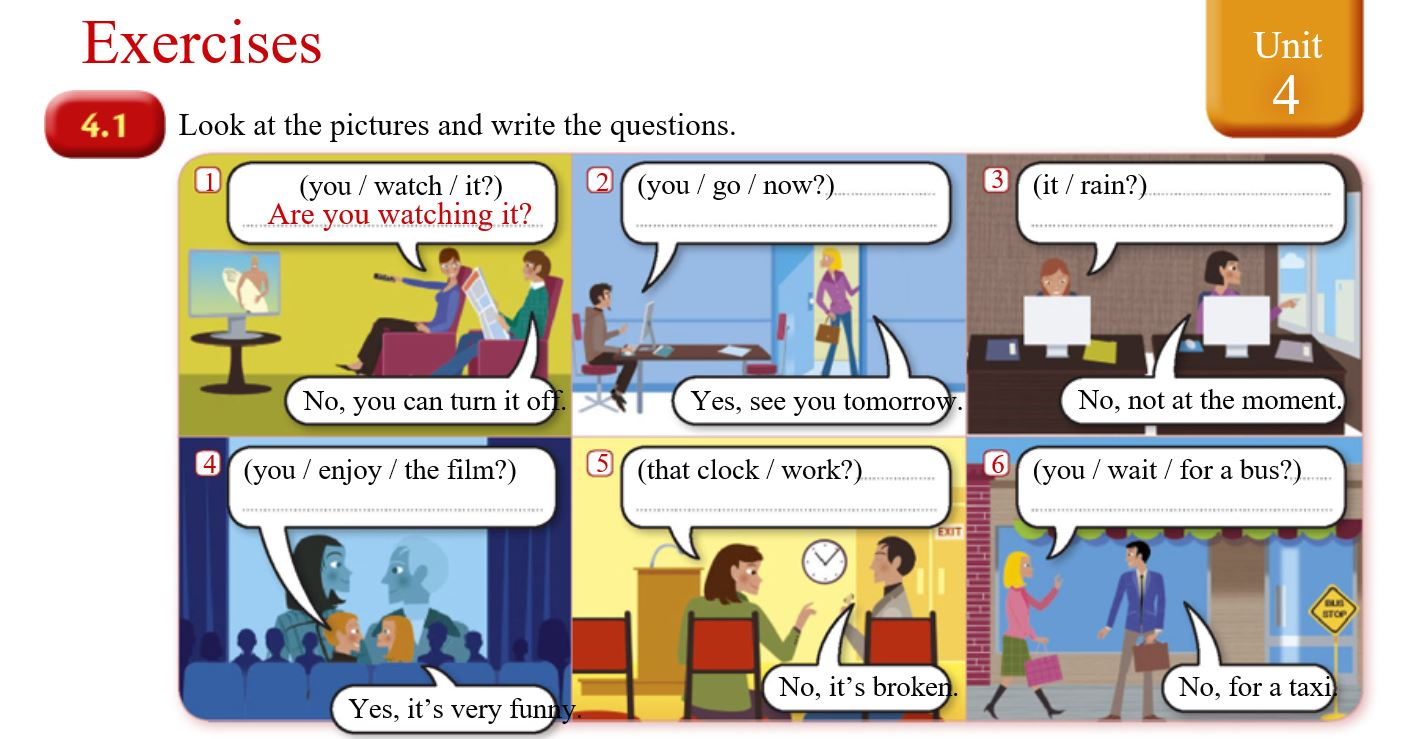 Exercises
Unit
4
4.1
Look at the pictures and write the questions.
1
(you / watch / it?)
Are you watching it?
No, you can turn it off.
2
(you / go / now?)
Yes, see you tomorrow.
3
(it / rain?)
No, not at the moment.
4
(you / enjoy / the film?)
Yes, it’s very funny.
5
(that clock / work?)
EXIT
No, it’s broken.
6
(you / wait / for a bus?)
BUS
STOP
No, for a taxi.